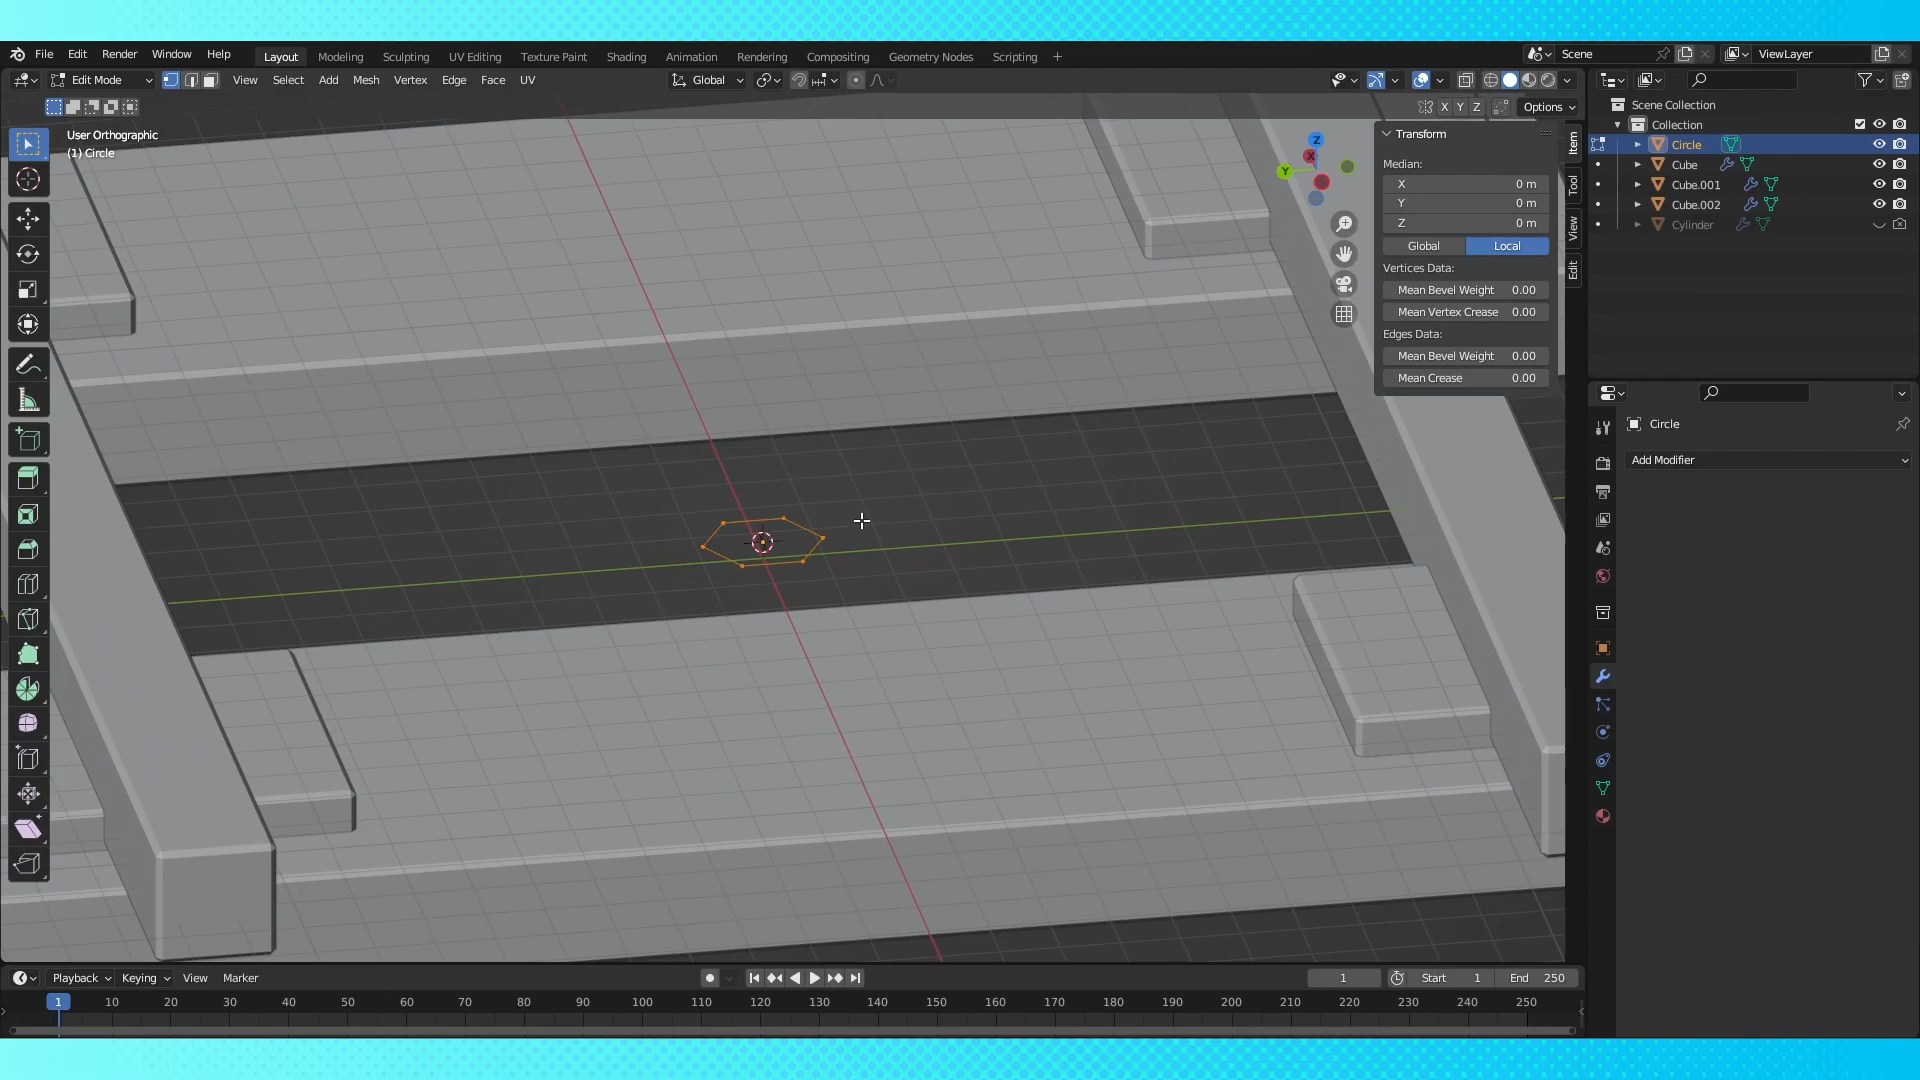 File Edit Render Window Help Layout Modeling Sculpting UV Editing Texture Paint Shading Animation Rendering Compositing Geometry Nodes Scripting + Scene ViewLayer
Edit Mode View Select Add Mesh Vertex Edge Face UV Global
X Y Z Options
User Orthographic
(1) Circle
Z
X
Y
Transform
Median:
X 0 m
Y 0 m
Z 0 m
Global Local
Vertices Data:
Mean Bevel Weight 0.00
Mean Vertex Crease 0.00
Edges Data:
Mean Bevel Weight 0.00
Mean Crease 0.00
Item
Tool
View
Edit
Scene Collection
Collection
Circle
Cube
Cube.001
Cube.002
Cylinder
Circle
Add Modifier
Playback Keying View Marker 1 Start 1 End 250
1 10 20 30 40 50 60 70 80 90 100 110 120 130 140 150 160 170 180 190 200 210 220 230 240 250